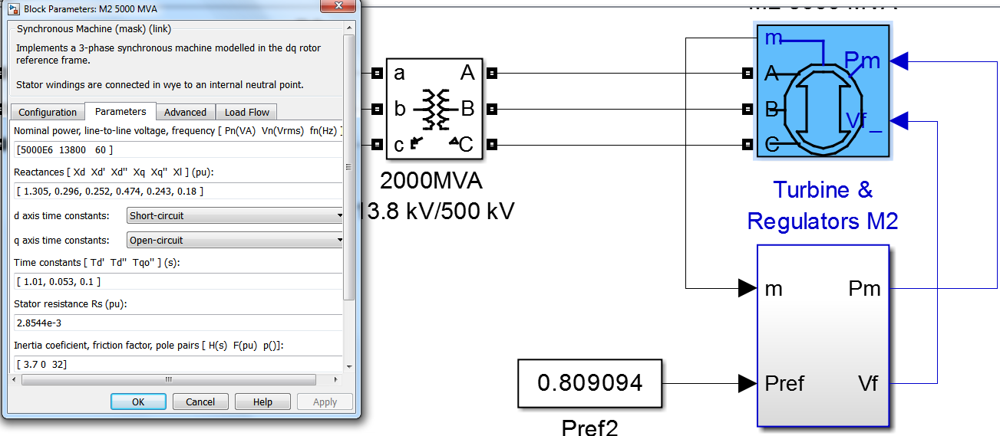 Block Parameters: M2 5000 MVA
x
Synchronous Machine (mask) (link)
Implements a 3-phase synchronous machine modelled in the dq rotor
reference frame.
Stator windings are connected in wye to an internal neutral point.
Configuration Parameters Advanced Load Flow
Nominal power, line-to-line voltage, frequency [ Pn(VA) Vn(Vrms) fn(Hz) ]
[5000E6 13800 60 ]
Reactances [ Xd Xd' Xd'' Xq Xq'' Xl ] (pu):
[ 1.305, 0.296, 0.252, 0.474, 0.243, 0.18 ]
d axis time constants: Short-circuit
q axis time constants: Open-circuit
Time constants [ Td' Td'' Tqo'' ] (s):
[ 1.01, 0.053, 0.1 ]
Stator resistance Rs (pu):
2.8544e-3
Inertia coeficient, friction factor, pole pairs [ H(s) F(pu) p()]:
[ 3.7 0 32]
OK Cancel Help Apply
a A
b B
c C
2000MVA
13.8 kV/500 kV
M2 5000 MVA
m
Pm
A
B
Vf_
C
Turbine &
Regulators M2
m Pm
Pref Vf
0.809094
Pref2